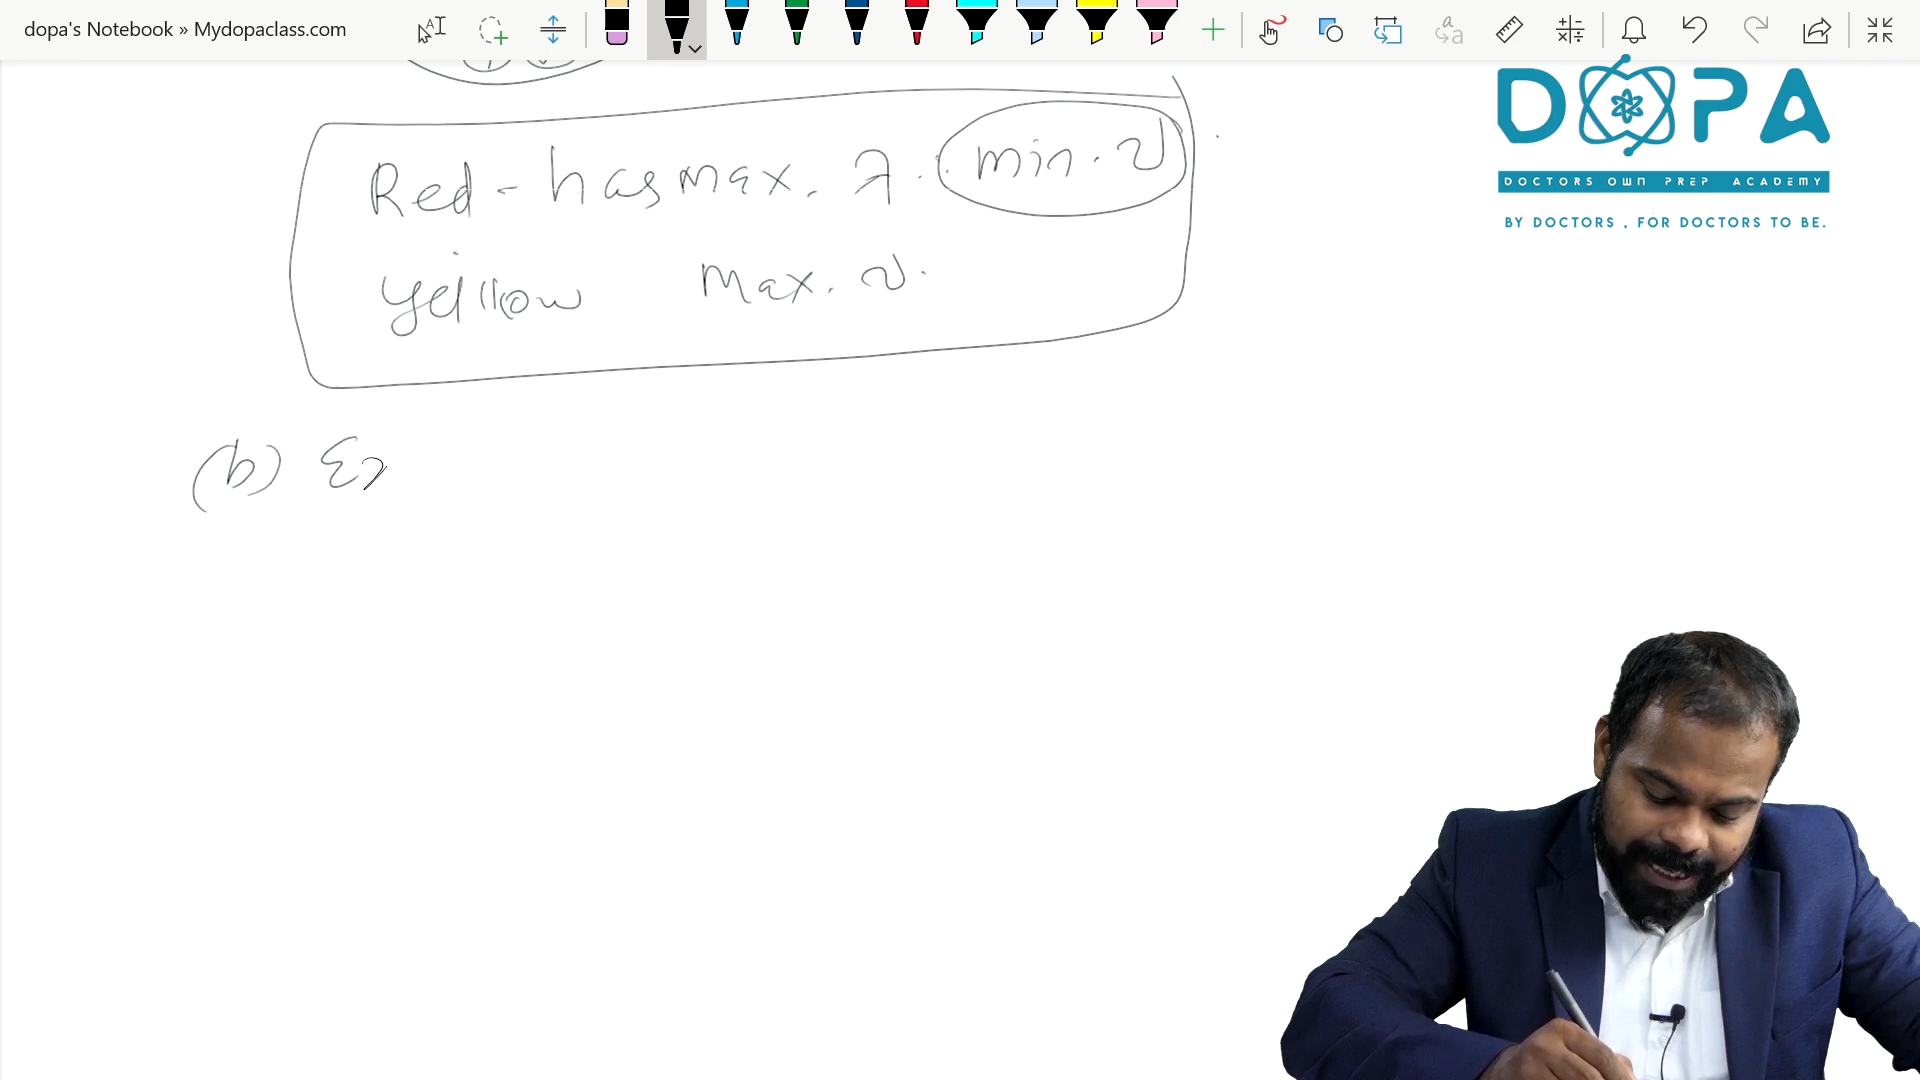 dopa's Notebook » Mydopaclass.com
DOPA
DOCTORS OWN PREP ACADEMY
BY DOCTORS , FOR DOCTORS TO BE.
Red - has max. λ. min. ν
yellow max. ν.
(b) Ex